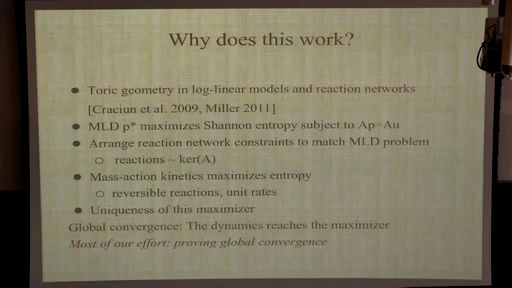 Why does this work?
● Toric geometry in log-linear models and reaction networks
[Craciun et al. 2009, Miller 2011]
● MLD p* maximizes Shannon entropy subject to Ap=Au
● Arrange reaction network constraints to match MLD problem
○ reactions ~ ker(A)
● Mass-action kinetics maximizes entropy
○ reversible reactions, unit rates
● Uniqueness of this maximizer
Global convergence: The dynamics reaches the maximizer
Most of our effort: proving global convergence